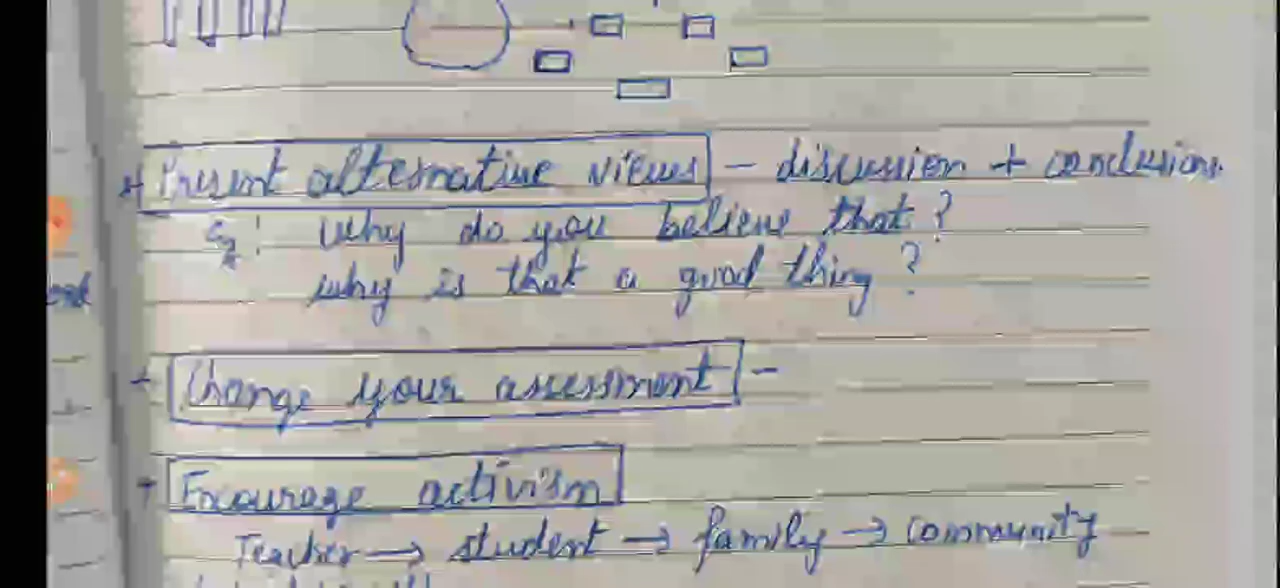 + Present alternative views - discussion + conclusions
Eg: why do you believe that?
why is that a good thing?
+ Change your assessment -
+ Encourage activism
Teacher → student → family → community